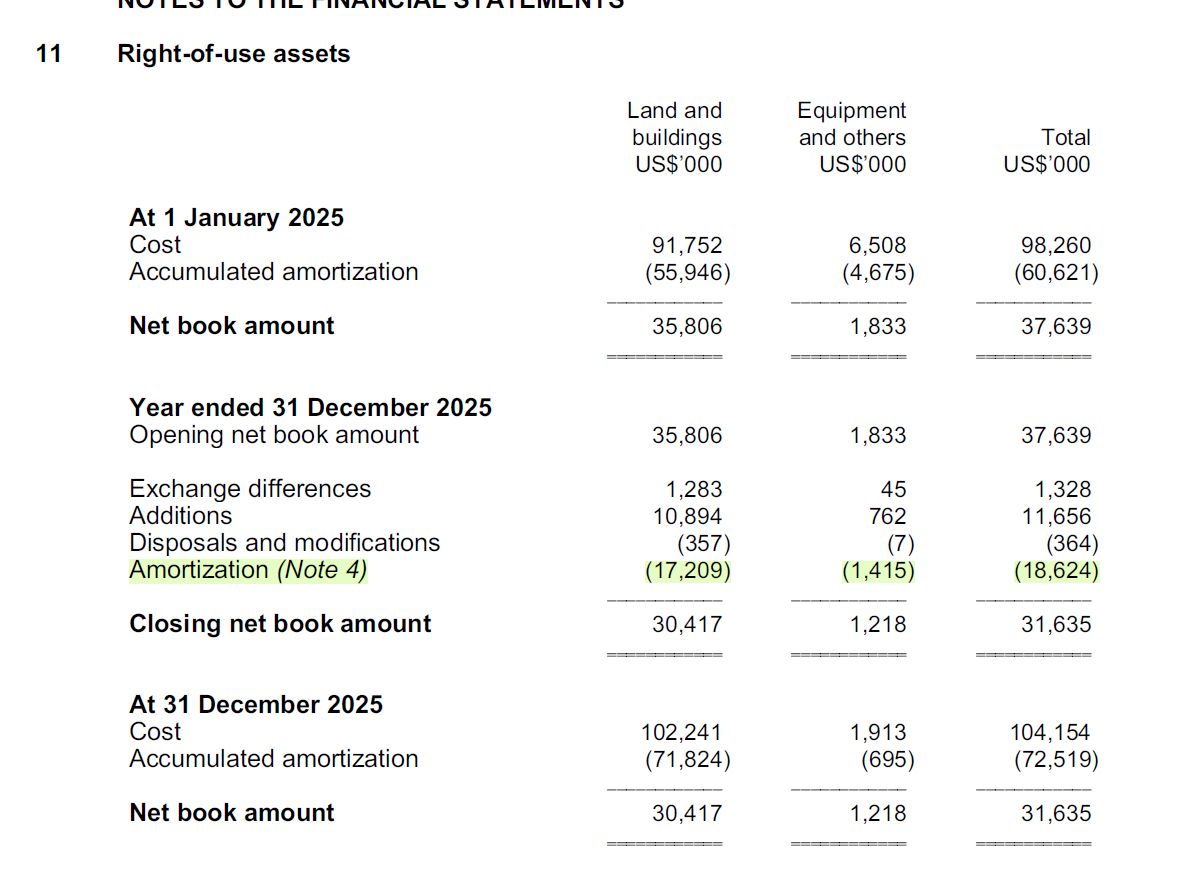 NOTES TO THE FINANCIAL STATEMENTS
11 Right-of-use assets
Land and Equipment
buildings and others Total
US$'000 US$'000 US$'000
At 1 January 2025
Cost 91,752 6,508 98,260
Accumulated amortization (55,946) (4,675) (60,621)
Net book amount 35,806 1,833 37,639
Year ended 31 December 2025
Opening net book amount 35,806 1,833 37,639
Exchange differences 1,283 45 1,328
Additions 10,894 762 11,656
Disposals and modifications (357) (7) (364)
Amortization (Note 4) (17,209) (1,415) (18,624)
Closing net book amount 30,417 1,218 31,635
At 31 December 2025
Cost 102,241 1,913 104,154
Accumulated amortization (71,824) (695) (72,519)
Net book amount 30,417 1,218 31,635